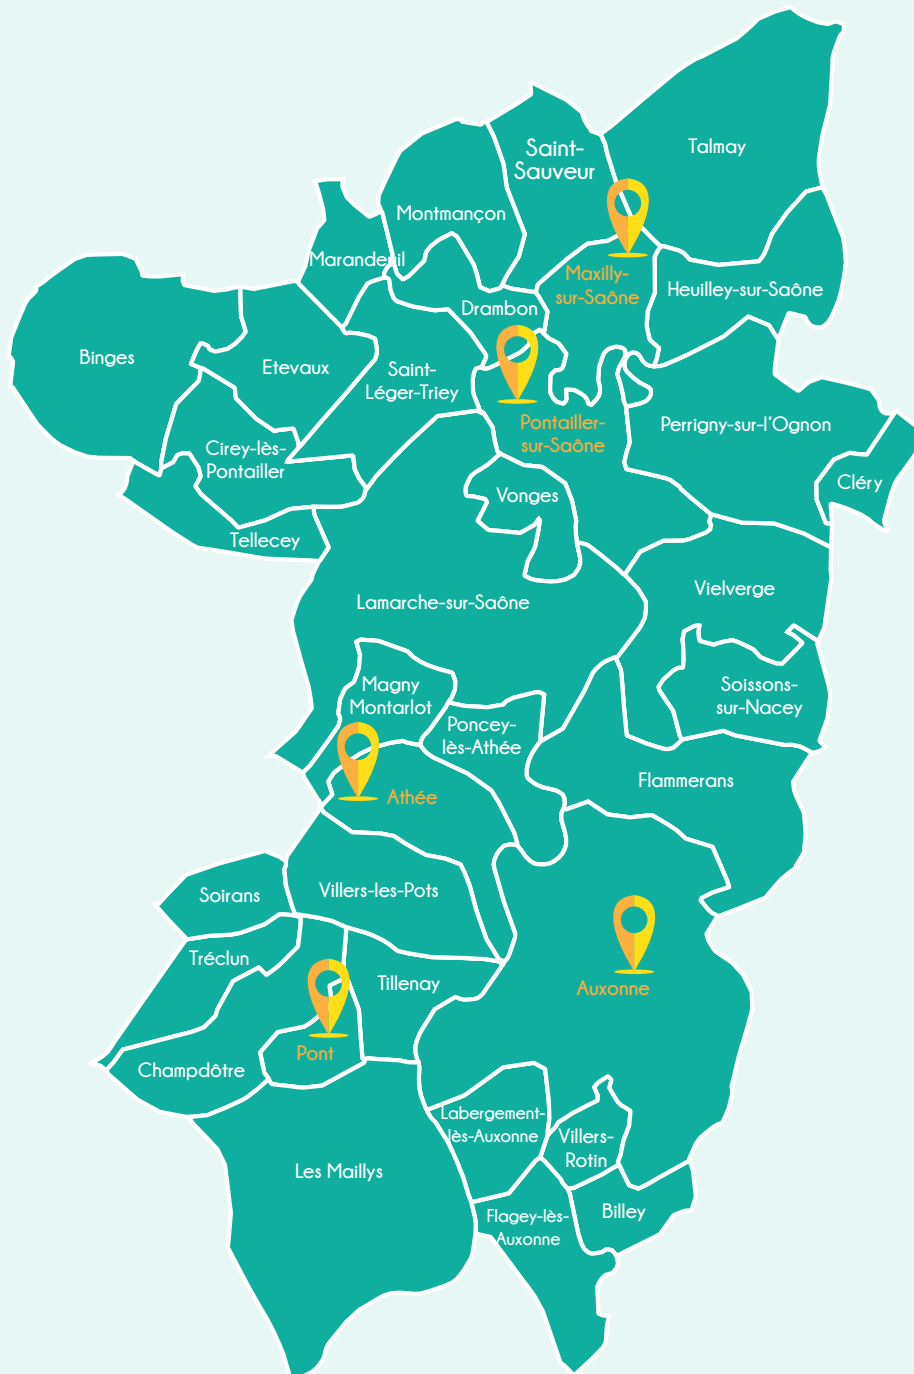 Talmay
Saint-
Sauveur
Montmançon
Marandeuil
Maxilly-
sur-Saône
Heuilley-sur-Saône
Drambon
Binges
Etevaux
Saint-
Léger-Triey
Pontailler-
sur-Saône
Perrigny-sur-l'Ognon
Cirey-lès-
Pontailler
Cléry
Vonges
Tellecey
Vielverge
Lamarche-sur-Saône
Magny
Montarlot
Soissons-
sur-Nacey
Poncey-
lès-Athée
Flammerans
Athée
Villers-les-Pots
Soirans
Tréclun
Tillenay
Auxonne
Pont
Champdôtre
Labergement-
lès-Auxonne
Villers-
Rotin
Les Maillys
Billey
Flagey-lès-
Auxonne